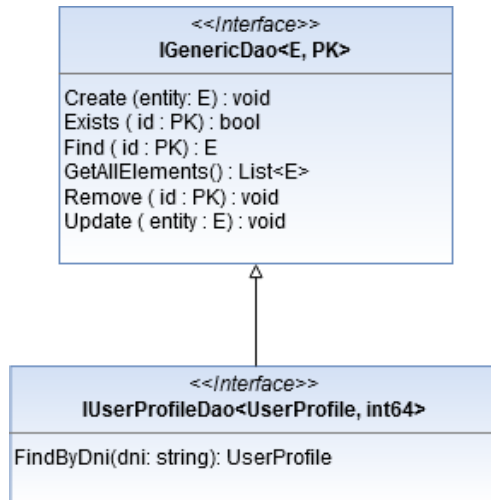 <<Interface>>
IGenericDao<E, PK>
Create (entity: E) : void
Exists ( id : PK) : bool
Find ( id : PK) : E
GetAllElements() : List<E>
Remove ( id : PK) : void
Update ( entity : E) : void
<<Interface>>
IUserProfileDao<UserProfile, int64>
FindByDni(dni: string): UserProfile